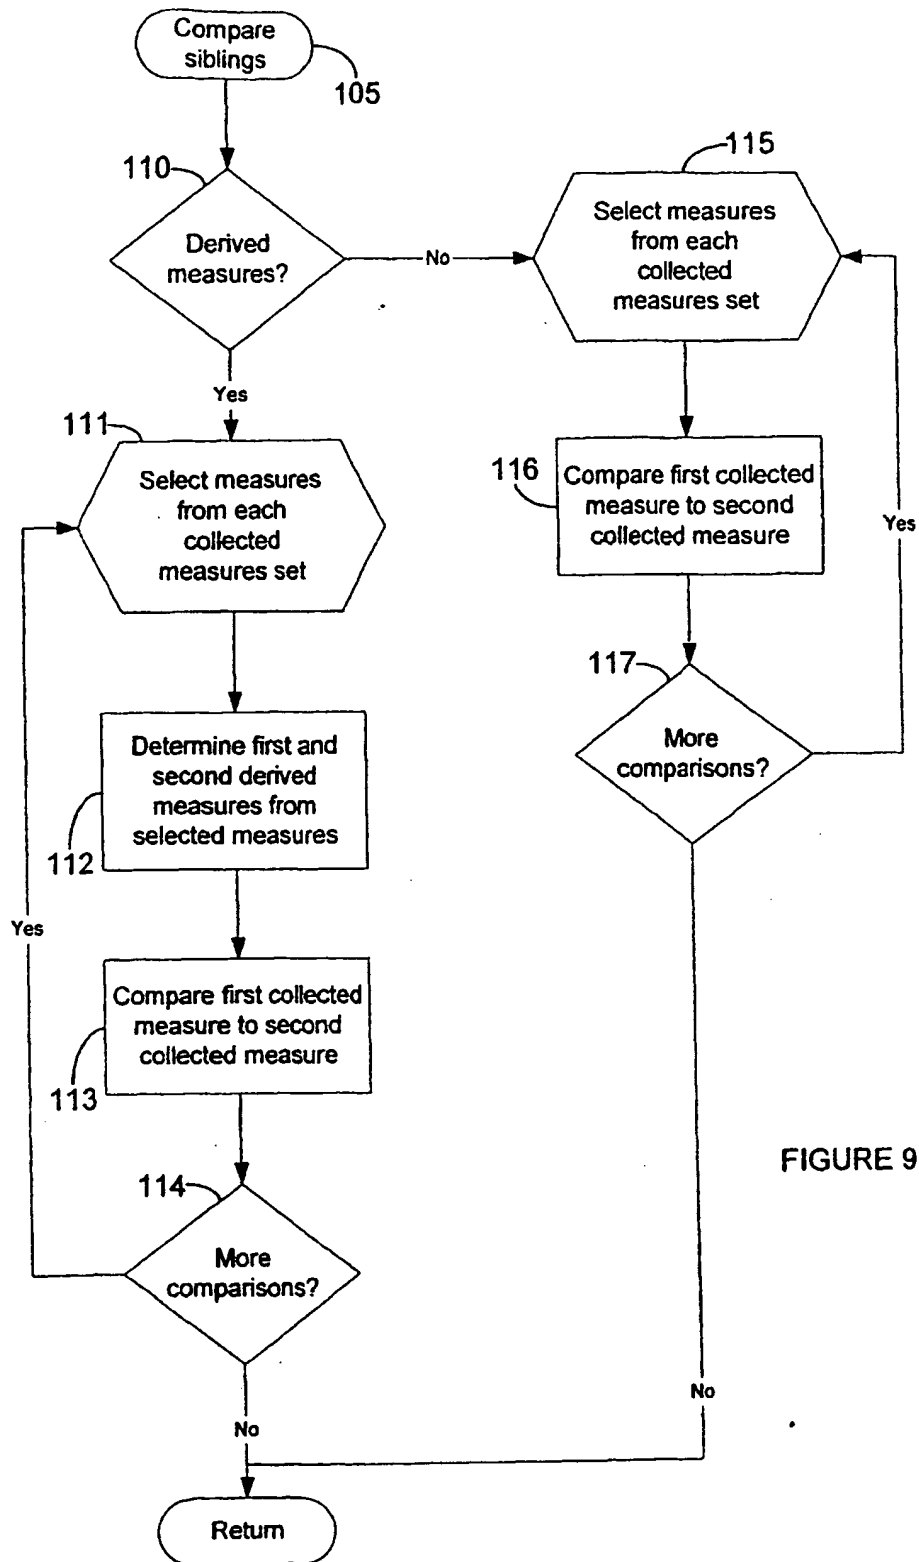 Compare
siblings
105
110
Derived
measures?
No
Yes
115
Select measures
from each
collected
measures set
116
Compare first collected
measure to second
collected measure
Yes
117
More
comparisons?
No
111
Select measures
from each
collected
measures set
112
Determine first and
second derived
measures from
selected measures
113
Compare first collected
measure to second
collected measure
Yes
114
More
comparisons?
No
Return
FIGURE 9